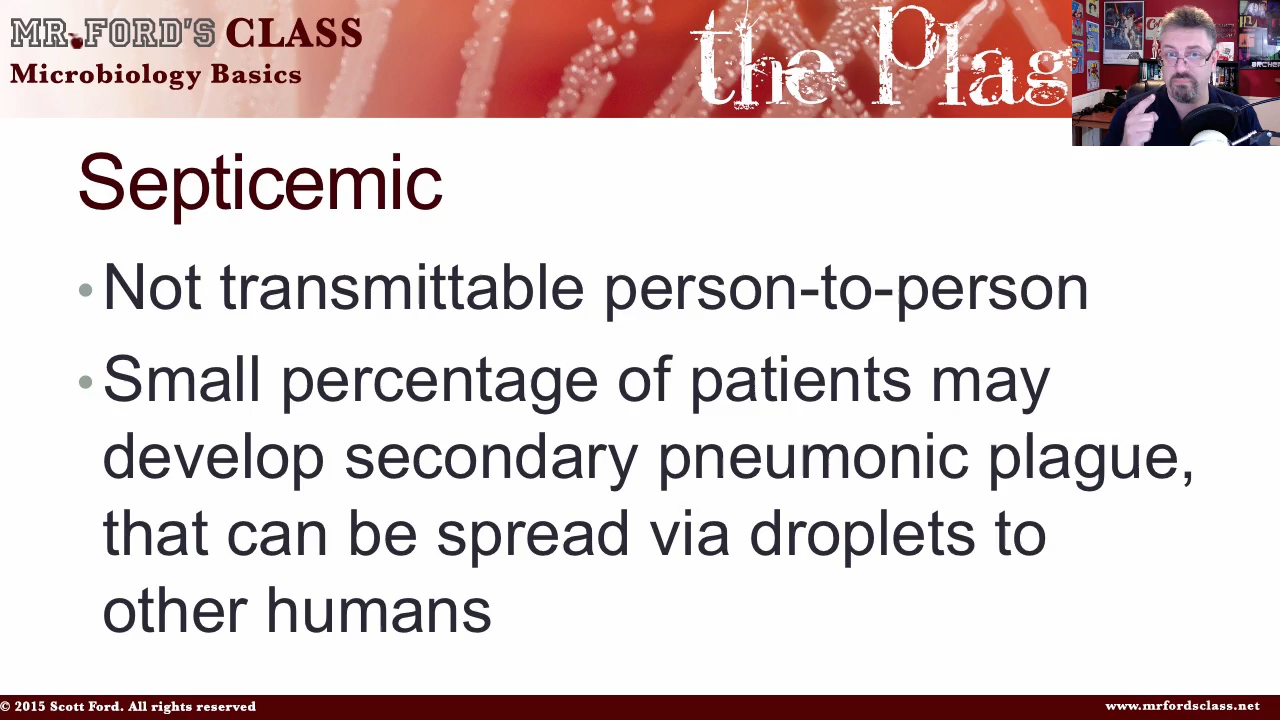 MR.FORD'S CLASS
Microbiology Basics
the Plag
Septicemic
• Not transmittable person-to-person
• Small percentage of patients may
develop secondary pneumonic plague,
that can be spread via droplets to
other humans
© 2015 Scott Ford. All rights reserved
www.mrfordsclass.net